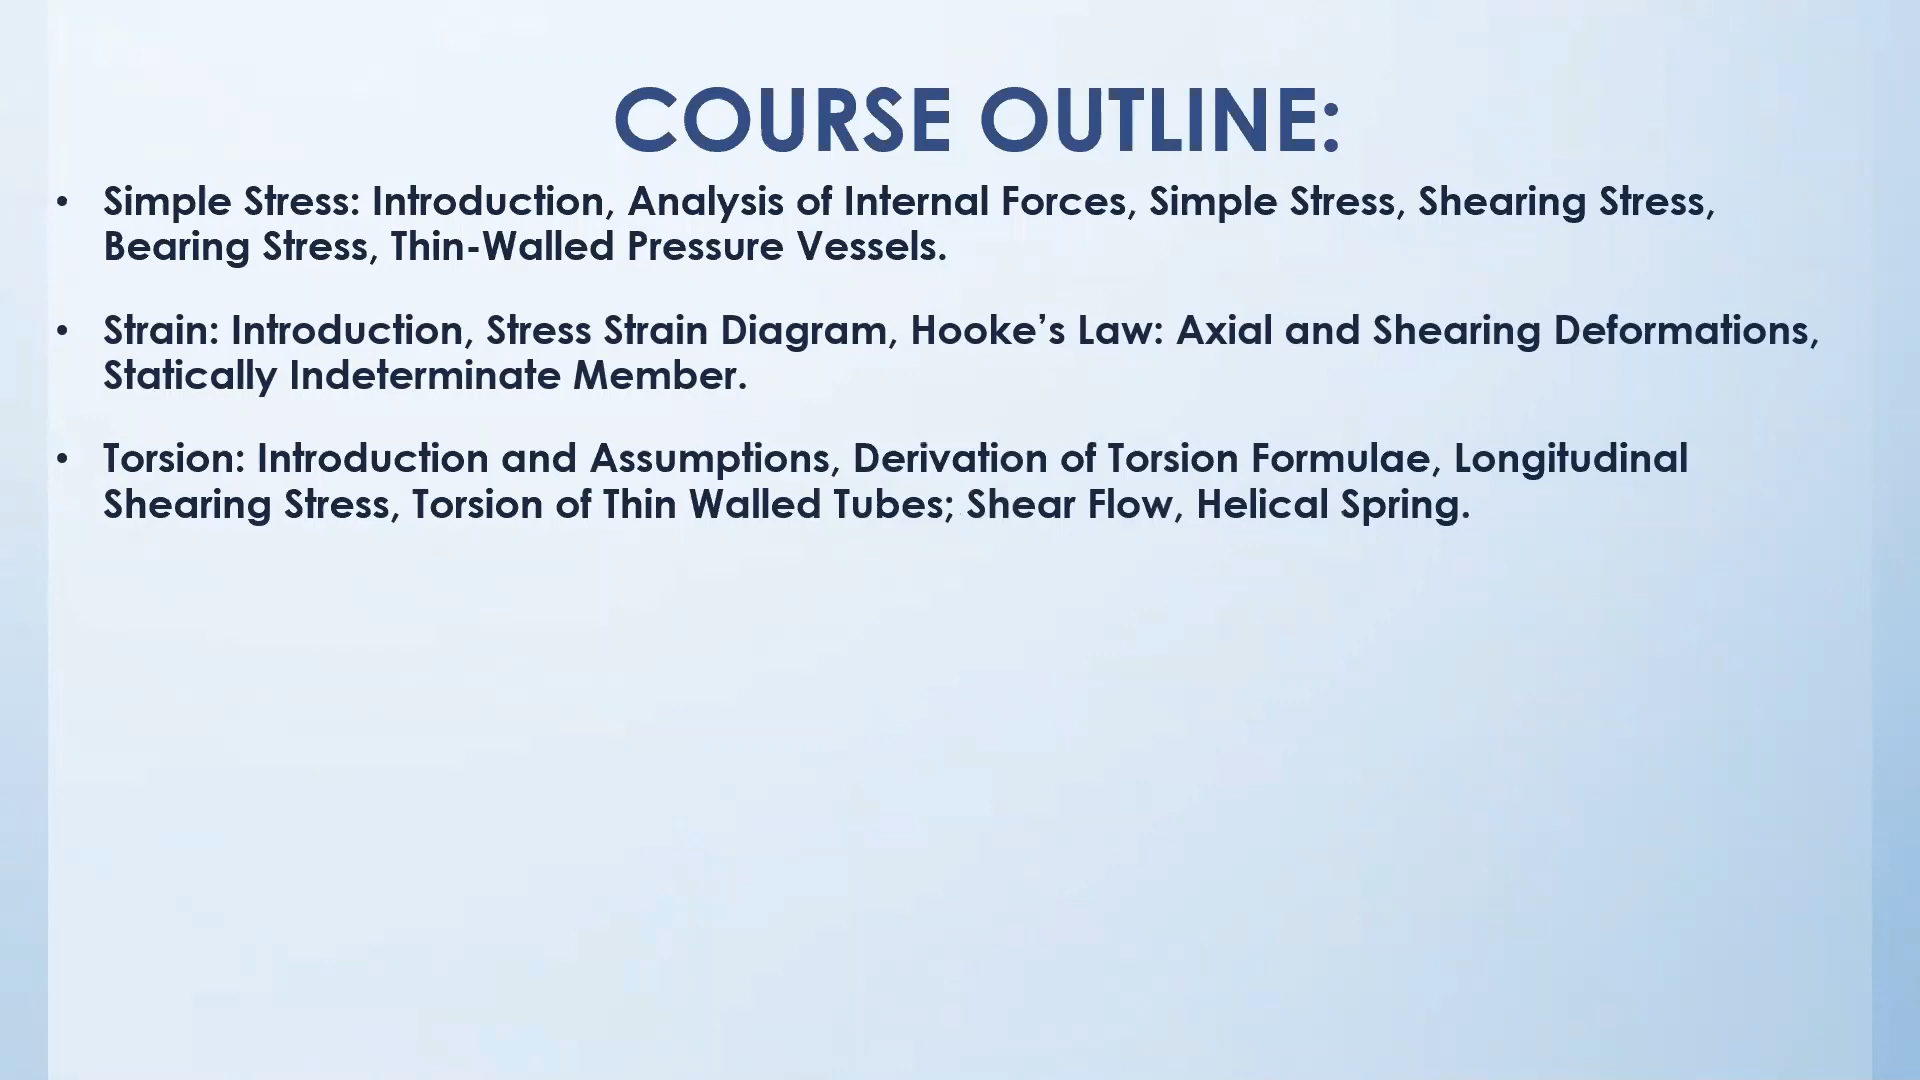 COURSE OUTLINE:
• Simple Stress: Introduction, Analysis of Internal Forces, Simple Stress, Shearing Stress,
Bearing Stress, Thin-Walled Pressure Vessels.
• Strain: Introduction, Stress Strain Diagram, Hooke’s Law: Axial and Shearing Deformations,
Statically Indeterminate Member.
• Torsion: Introduction and Assumptions, Derivation of Torsion Formulae, Longitudinal
Shearing Stress, Torsion of Thin Walled Tubes; Shear Flow, Helical Spring.